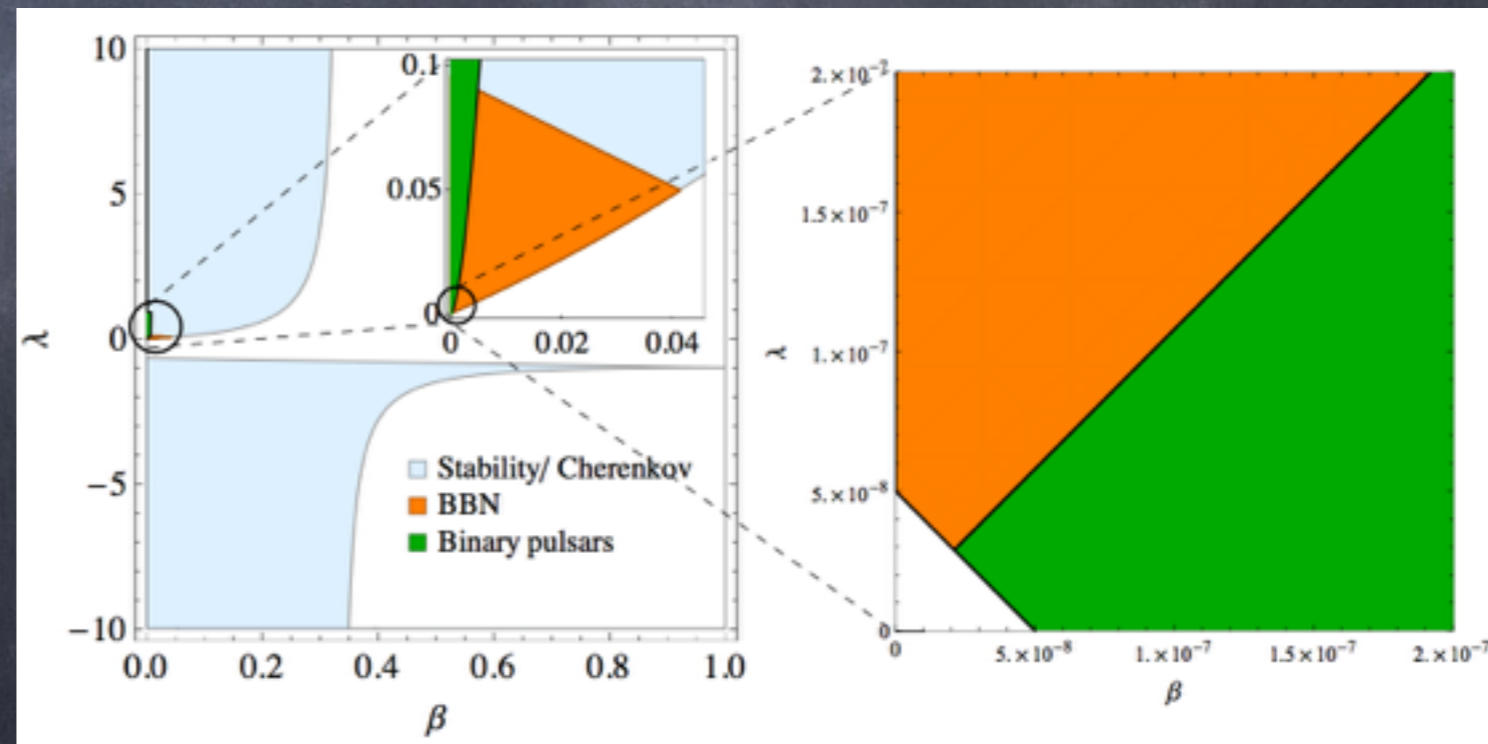 10
5
0
−5
−10
λ
0.0 0.2 0.4 0.6 0.8 1.0
β
0.1
0.05
0
0 0.02 0.04
Stability/ Cherenkov
BBN
Binary pulsars
2.×10⁻²
1.5×10⁻⁷
1.×10⁻⁷
5.×10⁻⁸
0
λ
0 5.×10⁻⁸ 1.×10⁻⁷ 1.5×10⁻⁷ 2.×10⁻⁷
β